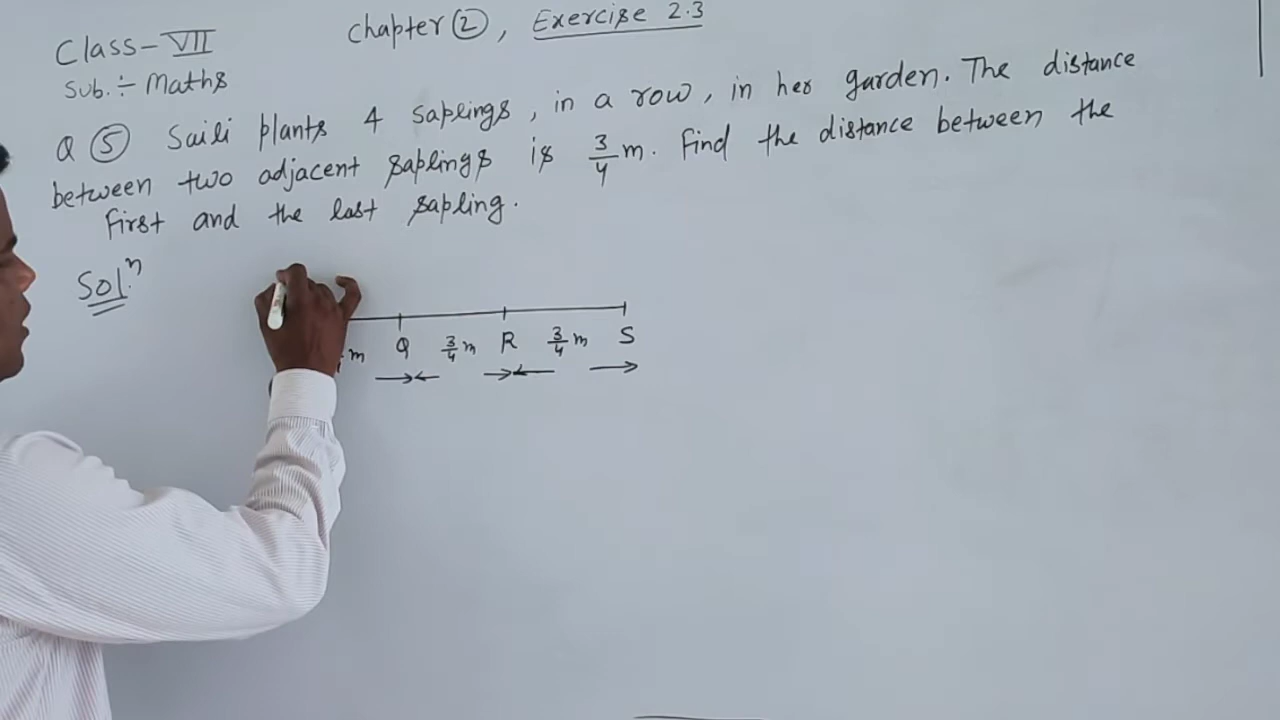 Class-VII
Chapter ②, Exercise 2.3
Sub. ÷ Maths
Q ⑤ Saili plants 4 saplings, in a row, in her garden. The distance
between two adjacent saplings is 3/4 m. Find the distance between the
first and the last sapling.
Solⁿ.
m Q 3/4 m R 3/4 m S